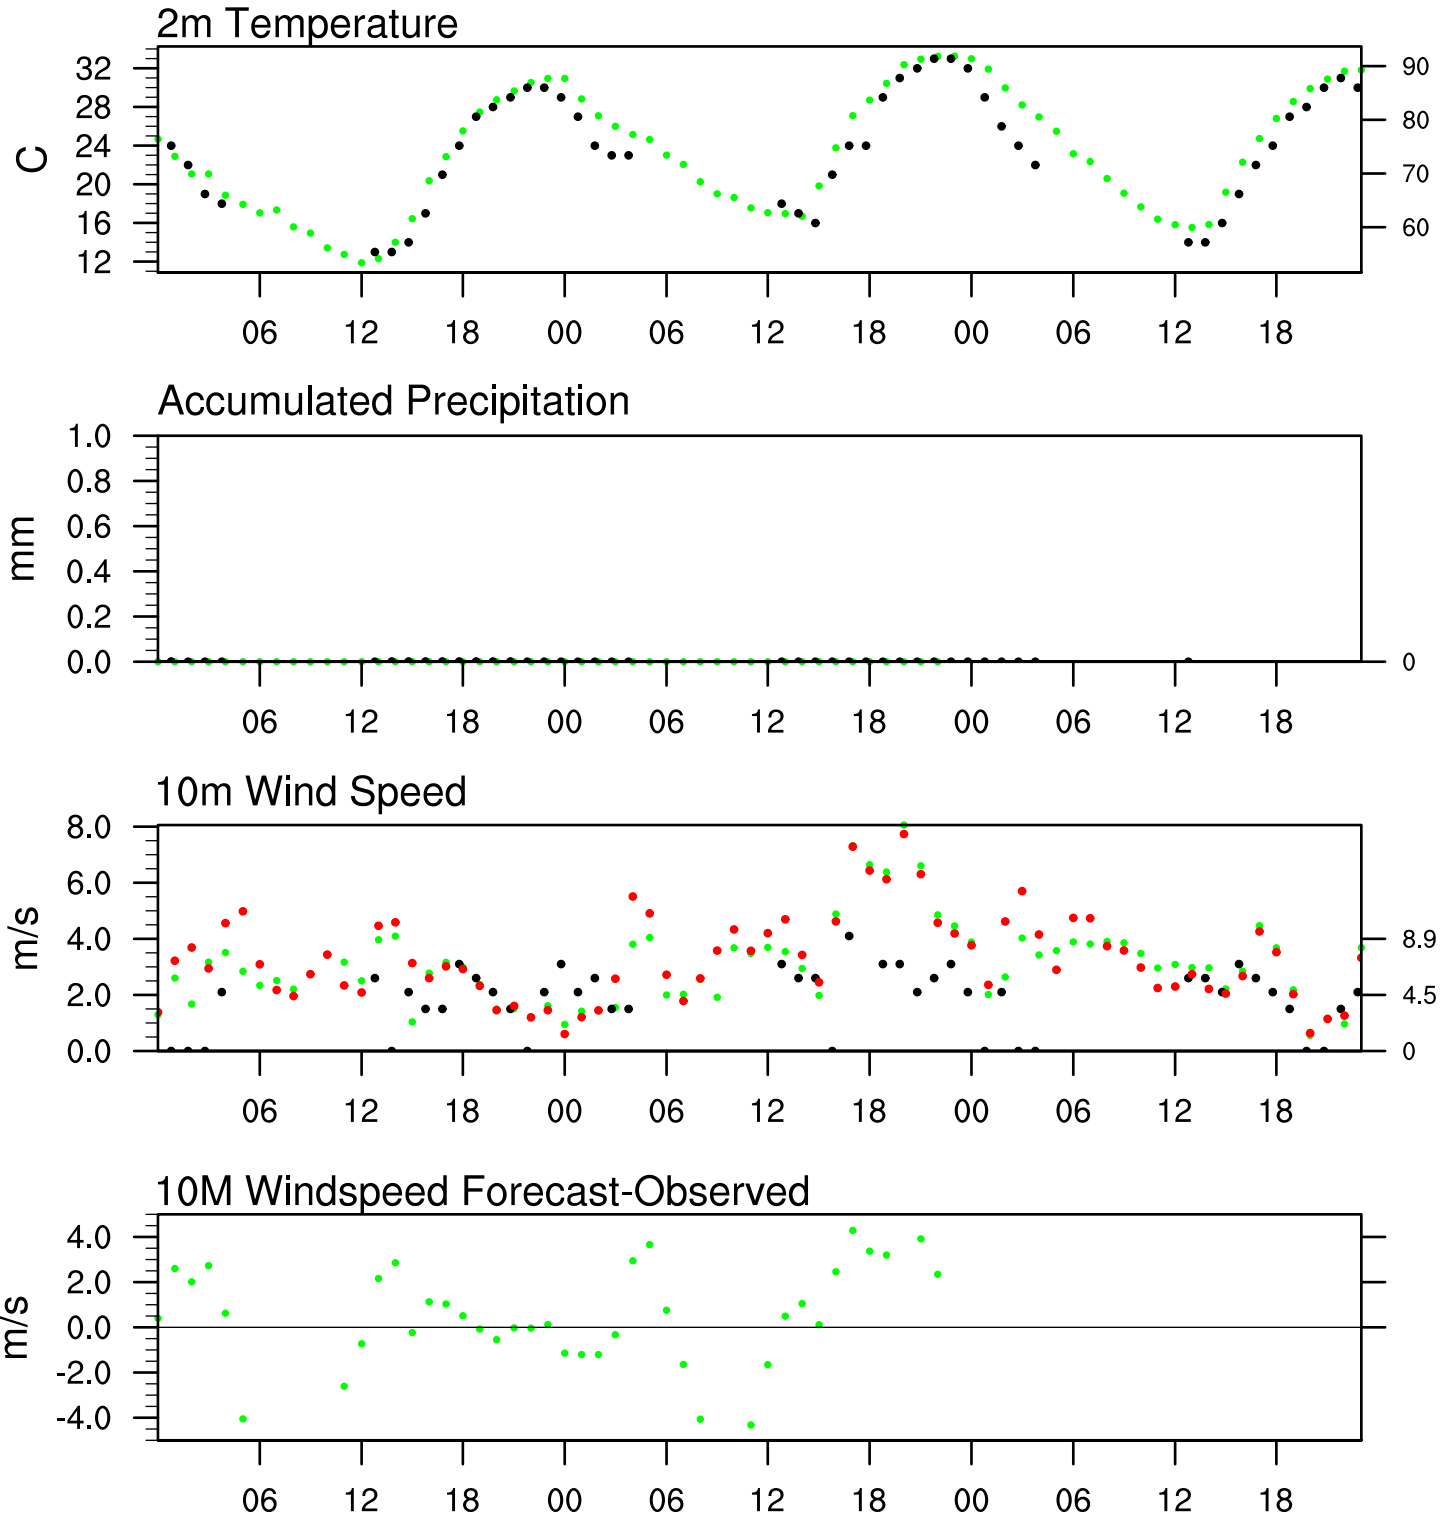 2m Temperature
32 90
28 80
24
C
20 70
16 60
12
06 12 18 00 06 12 18 00 06 12 18
Accumulated Precipitation
1.0
0.8
0.6
mm
0.4
0.2
0.0 0
06 12 18 00 06 12 18 00 06 12 18
10m Wind Speed
8.0
6.0
m/s
4.0 8.9
2.0 4.5
0.0 0
06 12 18 00 06 12 18 00 06 12 18
10M Windspeed Forecast-Observed
4.0
2.0
m/s
0.0
-2.0
-4.0
06 12 18 00 06 12 18 00 06 12 18